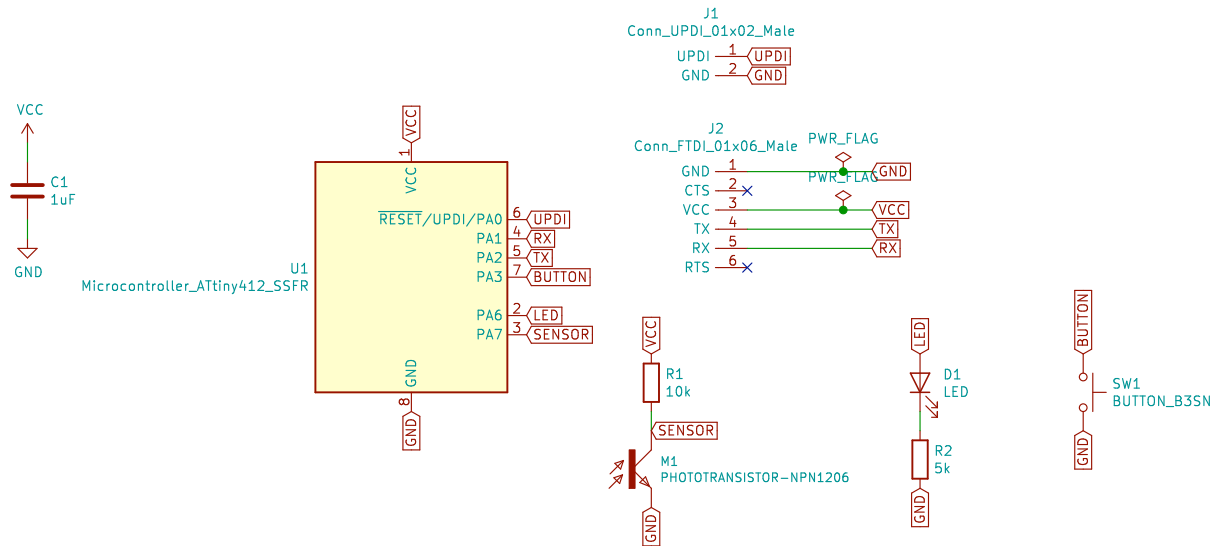 J1
Conn_UPDI_01x02_Male
UPDI 1 UPDI
GND 2 GND
VCC
C1
1uF
GND
VCC
1
VCC
RESET/UPDI/PA0 6 UPDI
PA1 4 RX
PA2 5 TX
PA3 7 BUTTON
PA6 2 LED
PA7 3 SENSOR
U1
Microcontroller_ATtiny412_SSFR
GND
8
GND
J2
Conn_FTDI_01x06_Male
PWR_FLAG
GND 1 GND
PWR_FLAG
CTS 2
VCC 3 VCC
TX 4 TX
RX 5 RX
RTS 6
VCC
R1
10k
SENSOR
M1
PHOTOTRANSISTOR-NPN1206
GND
LED
D1
LED
R2
5k
GND
BUTTON
SW1
BUTTON_B3SN
GND